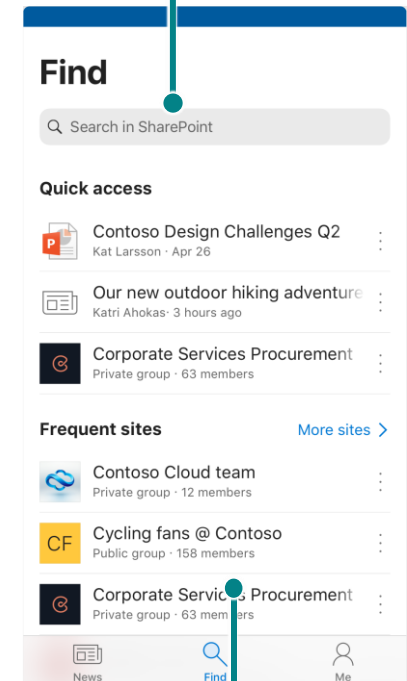 Find
Search in SharePoint
Quick access
Contoso Design Challenges Q2
Kat Larsson · Apr 26
Our new outdoor hiking adventure
Katri Ahokas· 3 hours ago
Corporate Services Procurement
Private group · 63 members
Frequent sites
More sites
Contoso Cloud team
Private group · 12 members
CF
Cycling fans @ Contoso
Public group · 158 members
Corporate Services Procurement
Private group · 63 members
News
Find
Me